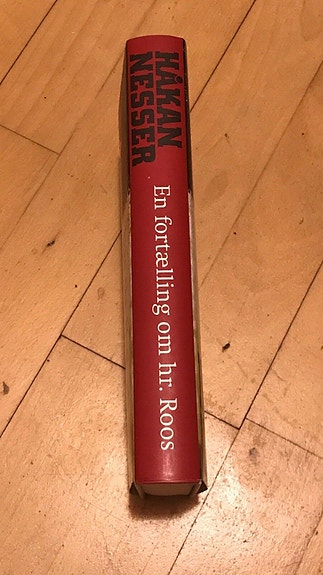 HÅKAN
NESSER
En fortælling om hr. Roos